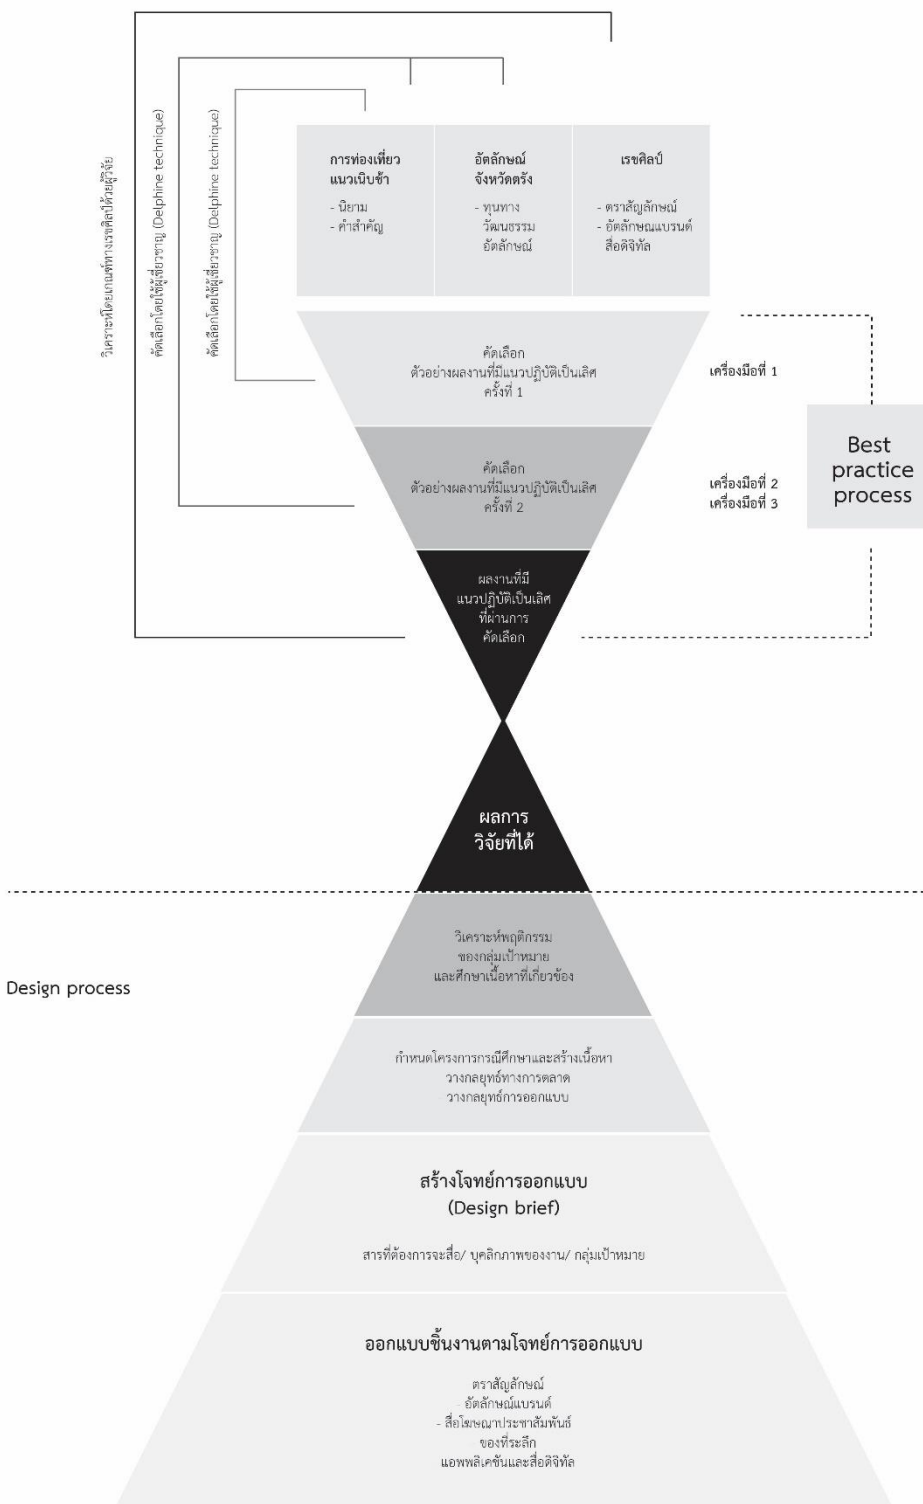 วิเคราะห์โดยเกณฑ์ทางเรขศิลป์ด้วยผู้วิจัย
คัดเลือกโดยใช้ผู้เชี่ยวชาญ (Delphine technique)
คัดเลือกโดยใช้ผู้เชี่ยวชาญ (Delphine technique)
การท่องเที่ยว
แนวเนิบช้า
- นิยาม
- คำสำคัญ
อัตลักษณ์
จังหวัดตรัง
- ทุนทาง
วัฒนธรรม
อัตลักษณ์
เรขศิลป์
- ตราสัญลักษณ์
- อัตลักษณแบรนด์
สื่อดิจิทัล
คัดเลือก
ตัวอย่างผลงานที่มีแนวปฏิบัติเป็นเลิศ
ครั้งที่ 1
เครื่องมือที่ 1
คัดเลือก
ตัวอย่างผลงานที่มีแนวปฏิบัติเป็นเลิศ
ครั้งที่ 2
เครื่องมือที่ 2
เครื่องมือที่ 3
Best
practice
process
ผลงานที่มี
แนวปฏิบัติเป็นเลิศ
ที่ผ่านการ
คัดเลือก
ผลการ
วิจัยที่ได้
Design process
วิเคราะห์พฤติกรรม
ของกลุ่มเป้าหมาย
และศึกษาเนื้อหาที่เกี่ยวข้อง
กำหนดโครงการกรณีศึกษาและสร้างเนื้อหา
วางกลยุทธ์ทางการตลาด
วางกลยุทธ์การออกแบบ
สร้างโจทย์การออกแบบ
(Design brief)
สารที่ต้องการจะสื่อ/ บุคลิกภาพของงาน/ กลุ่มเป้าหมาย
ออกแบบชิ้นงานตามโจทย์การออกแบบ
ตราสัญลักษณ์
อัตลักษณ์แบรนด์
- สื่อโฆษณาประชาสัมพันธ์
ของที่ระลึก
แอพพลิเคชันและสื่อดิจิทัล